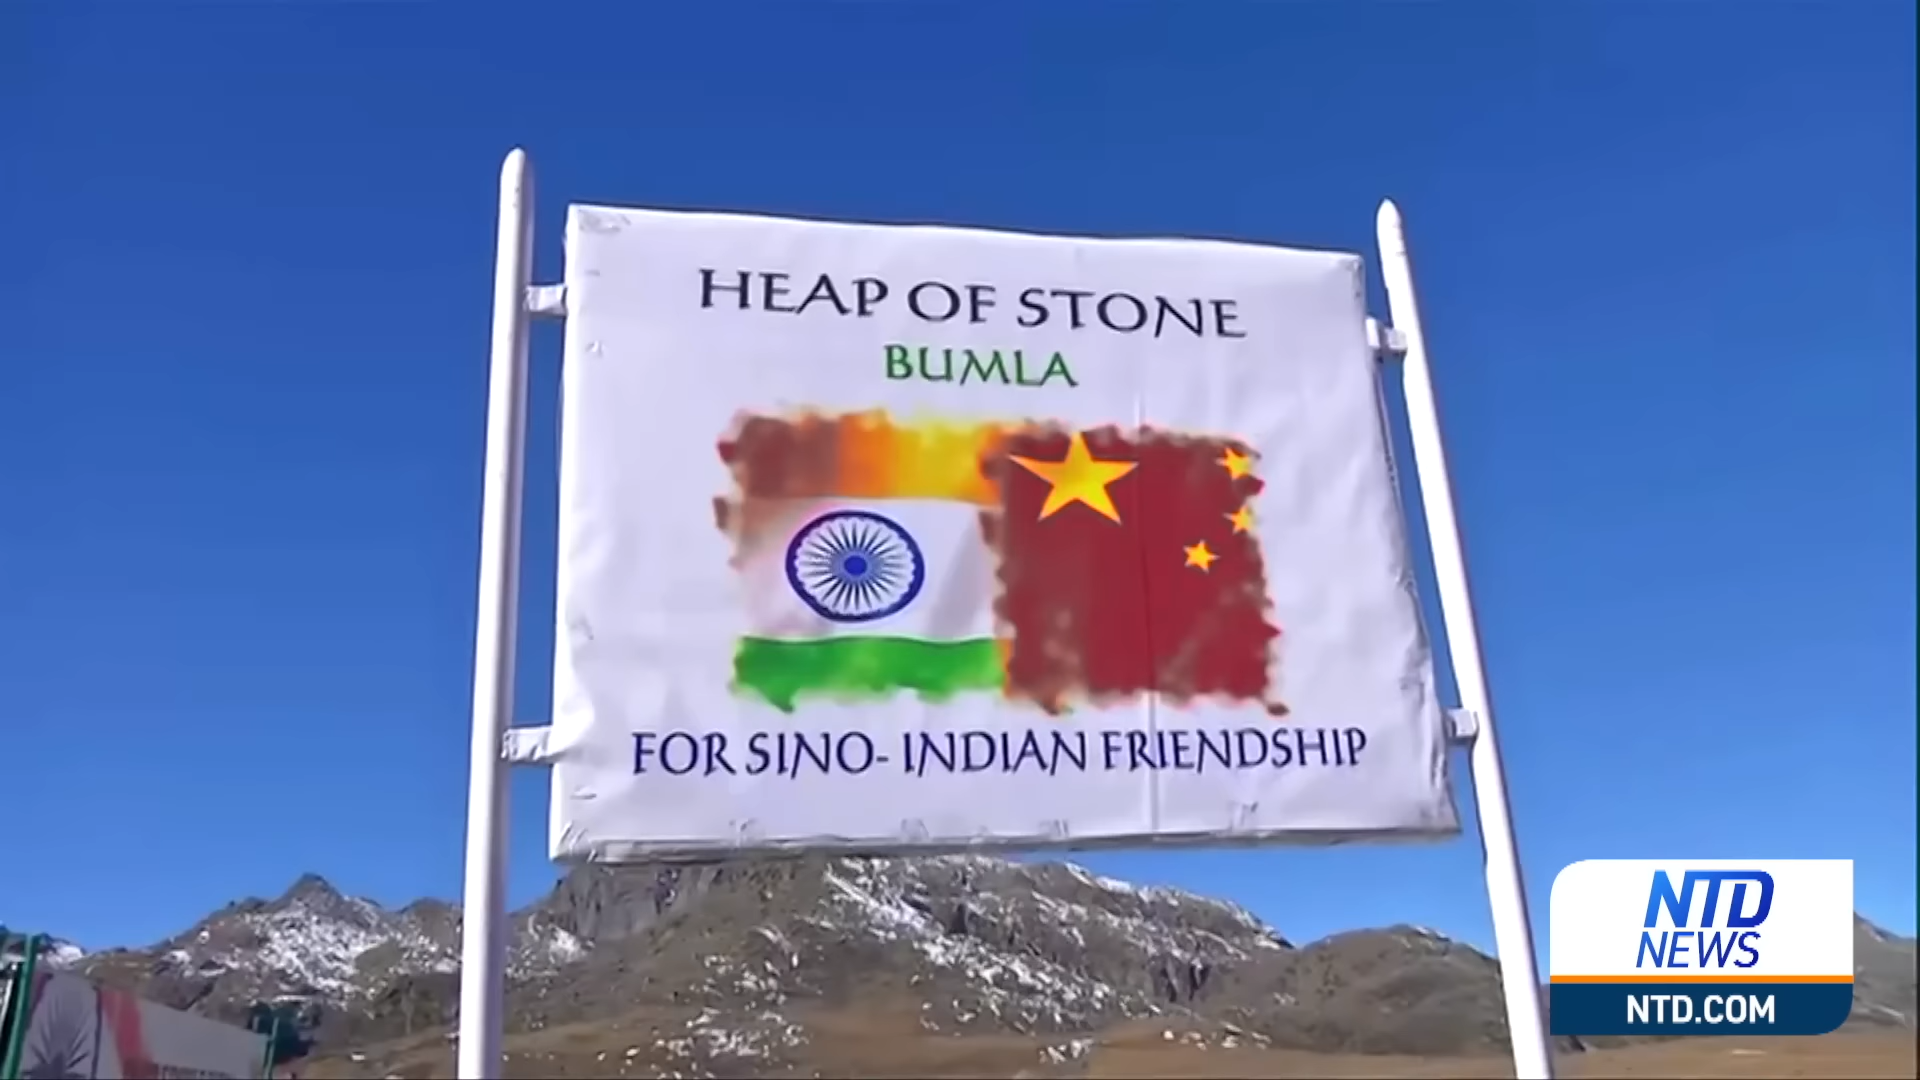 HEAP OF STONE
BUMLA
FOR SINO- INDIAN FRIENDSHIP
NTD
NEWS
NTD.COM